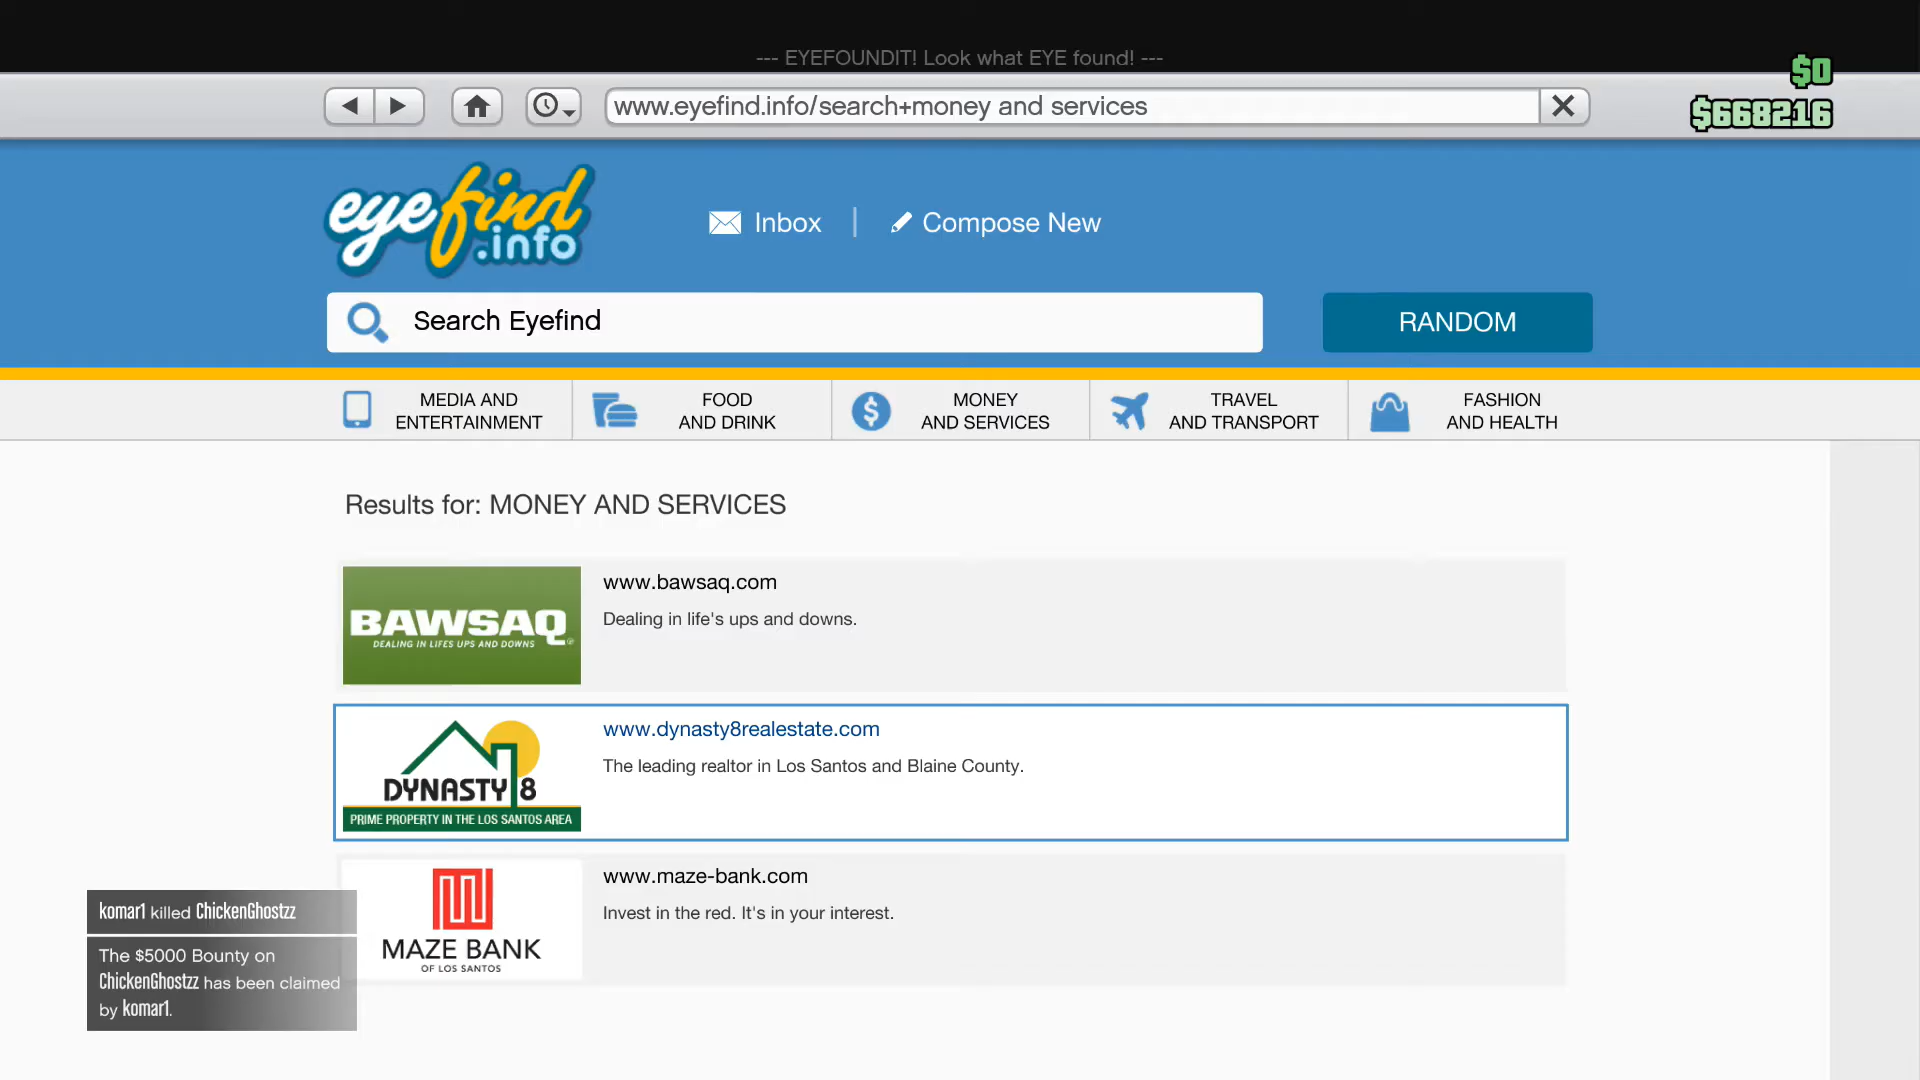 --- EYEFOUNDIT! Look what EYE found! ---
$0
www.eyefind.info/search+money and services
$668216
eyefind
.info
Inbox
Compose New
Search Eyefind
RANDOM
MEDIA AND
ENTERTAINMENT
FOOD
AND DRINK
MONEY
AND SERVICES
TRAVEL
AND TRANSPORT
FASHION
AND HEALTH
Results for: MONEY AND SERVICES
BAWSAQ
DEALING IN LIFES UPS AND DOWNS
www.bawsaq.com
Dealing in life's ups and downs.
DYNASTY 8
PRIME PROPERTY IN THE LOS SANTOS AREA
www.dynasty8realestate.com
The leading realtor in Los Santos and Blaine County.
MAZE BANK
OF LOS SANTOS
www.maze-bank.com
Invest in the red. It's in your interest.
komar1 killed ChickenGhostzz
The $5000 Bounty on
ChickenGhostzz has been claimed
by komar1.